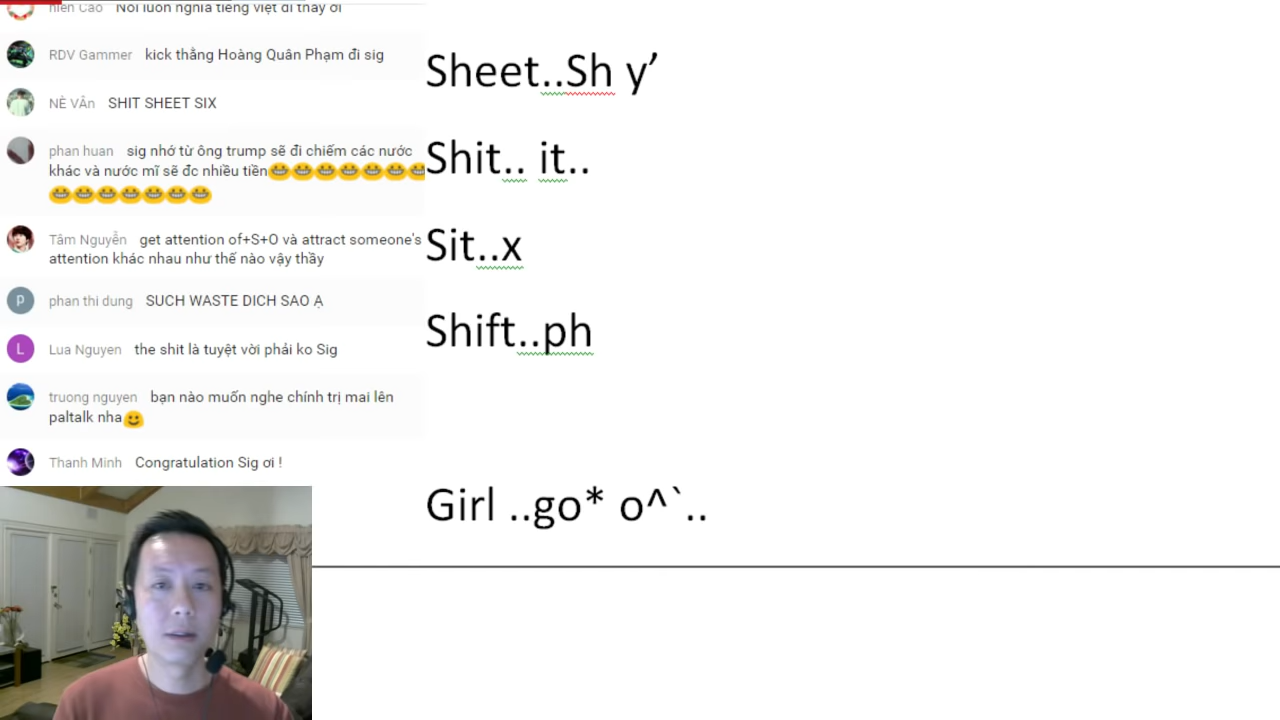 hiền Cao Nói luôn nghĩa tiếng việt đi thầy ơi
RDV Gammer kick thằng Hoàng Quân Phạm đi sig
NÈ VÂn SHIT SHEET SIX
phan huan sig nhớ từ ông trump sẽ đi chiếm các nước
khác và nước mĩ sẽ đc nhiều tiền
Tâm Nguyễn get attention of+S+O và attract someone's
attention khác nhau như thế nào vậy thầy
P
phan thi dung SUCH WASTE DICH SAO Ạ
L
Lua Nguyen the shit là tuyệt vời phải ko Sig
truong nguyen bạn nào muốn nghe chính trị mai lên
paltalk nha
Thanh Minh Congratulation Sig ơi !
Sheet..Sh y’
Shit.. it..
Sit..x
Shift..ph
Girl ..go* o^`..